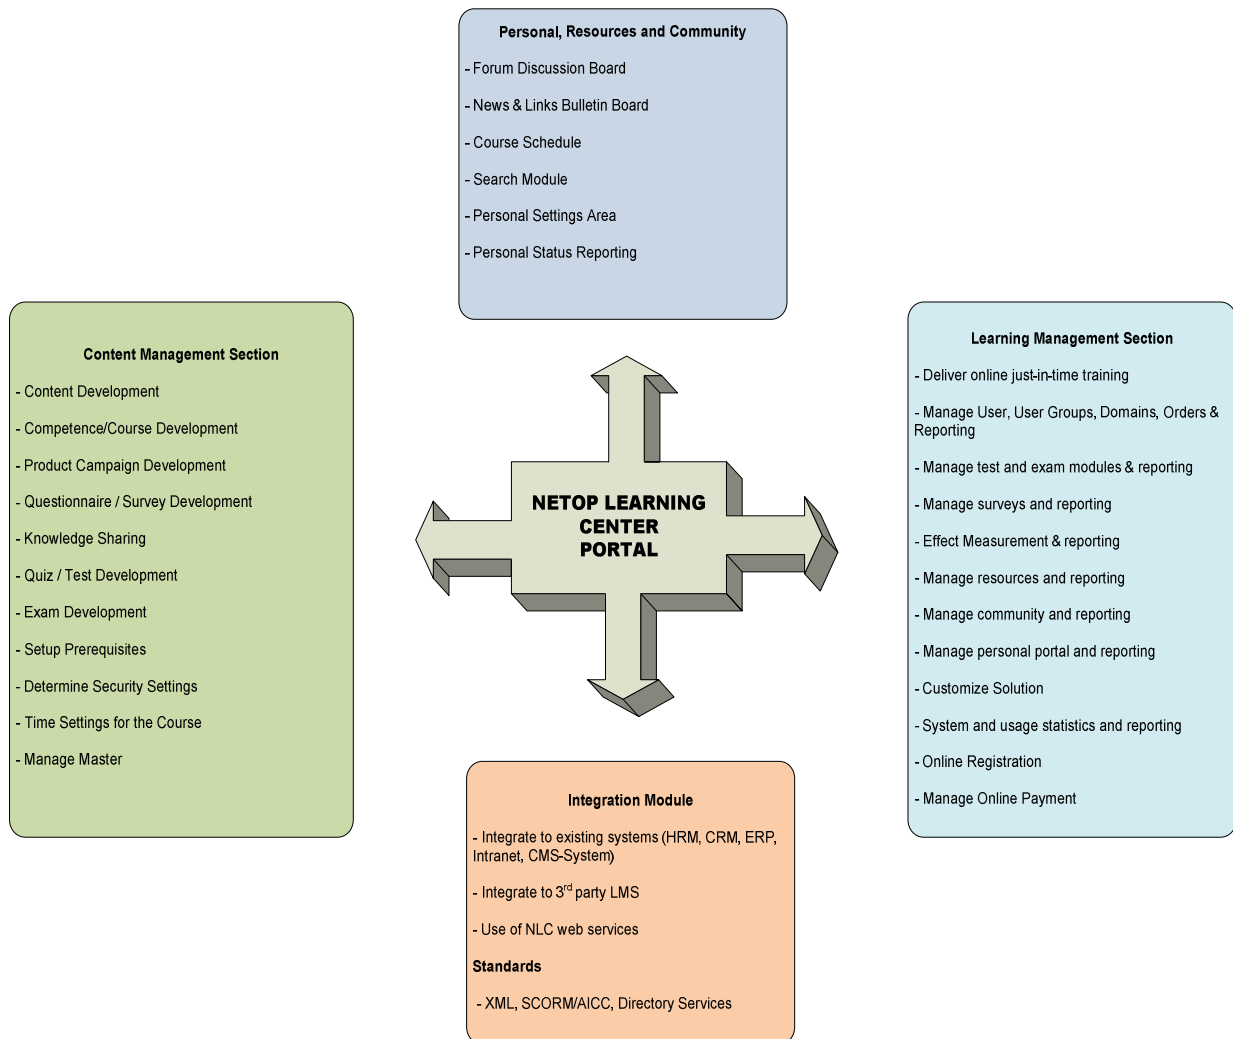 Personal, Resources and Community
- Forum Discussion Board
- News & Links Bulletin Board
- Course Schedule
- Search Module
- Personal Settings Area
- Personal Status Reporting
Content Management Section
- Content Development
- Competence/Course Development
- Product Campaign Development
- Questionnaire / Survey Development
- Knowledge Sharing
- Quiz / Test Development
- Exam Development
- Setup Prerequisites
- Determine Security Settings
- Time Settings for the Course
- Manage Master
NETOP LEARNING
CENTER
PORTAL
Learning Management Section
- Deliver online just-in-time training
- Manage User, User Groups, Domains, Orders &
Reporting
- Manage test and exam modules & reporting
- Manage surveys and reporting
- Effect Measurement & reporting
- Manage resources and reporting
- Manage community and reporting
- Manage personal portal and reporting
- Customize Solution
- System and usage statistics and reporting
- Online Registration
- Manage Online Payment
Integration Module
- Integrate to existing systems (HRM, CRM, ERP,
Intranet, CMS-System)
- Integrate to 3rd party LMS
- Use of NLC web services
Standards
- XML, SCORM/AICC, Directory Services